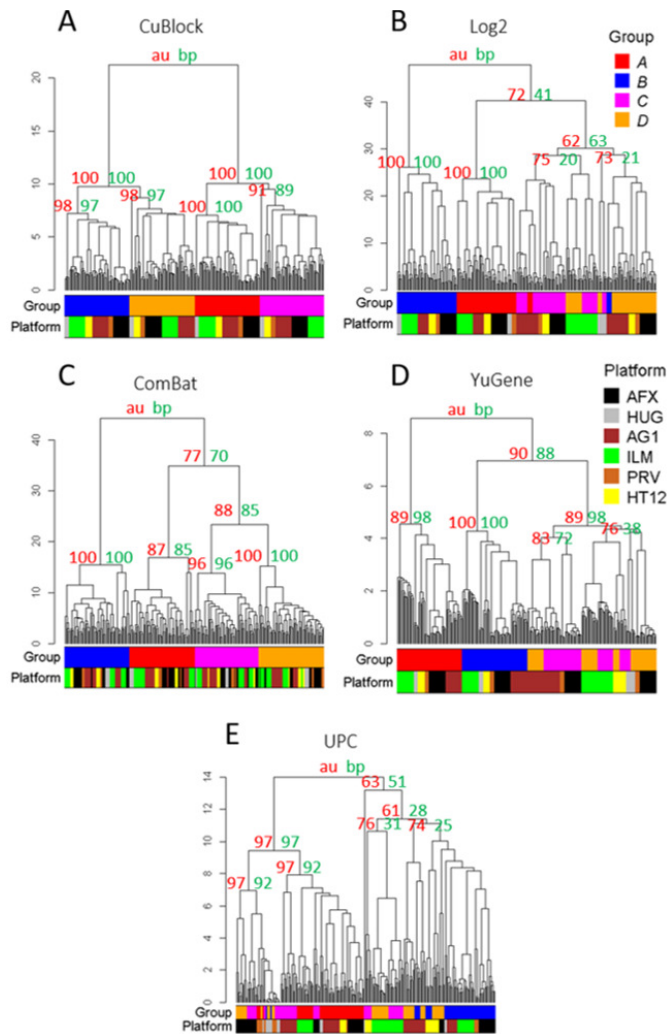 A
CuBlock
au bp
20
15
10
5
0
100 100
98 97
98 97
100 100
91 89
100 100
Group
Platform
B
Log2
au bp
40
30
20
10
0
72 41
62 63
100 100
100 100
75 20
73 21
Group
A
B
C
D
Group
Platform
C
ComBat
au bp
40
30
20
10
0
77 70
88 85
100 100
87 85
96 96
100 100
Group
Platform
D
YuGene
au bp
8
6
4
2
0
90 88
89 98
100 100
89 98
83 72
76 38
Group
Platform
Platform
AFX
HUG
AG1
ILM
PRV
HT12
E
UPC
au bp
14
12
10
8
6
4
2
0
63 51
61 28
76 31
74 25
97 97
97 92
97 92
Group
Platform